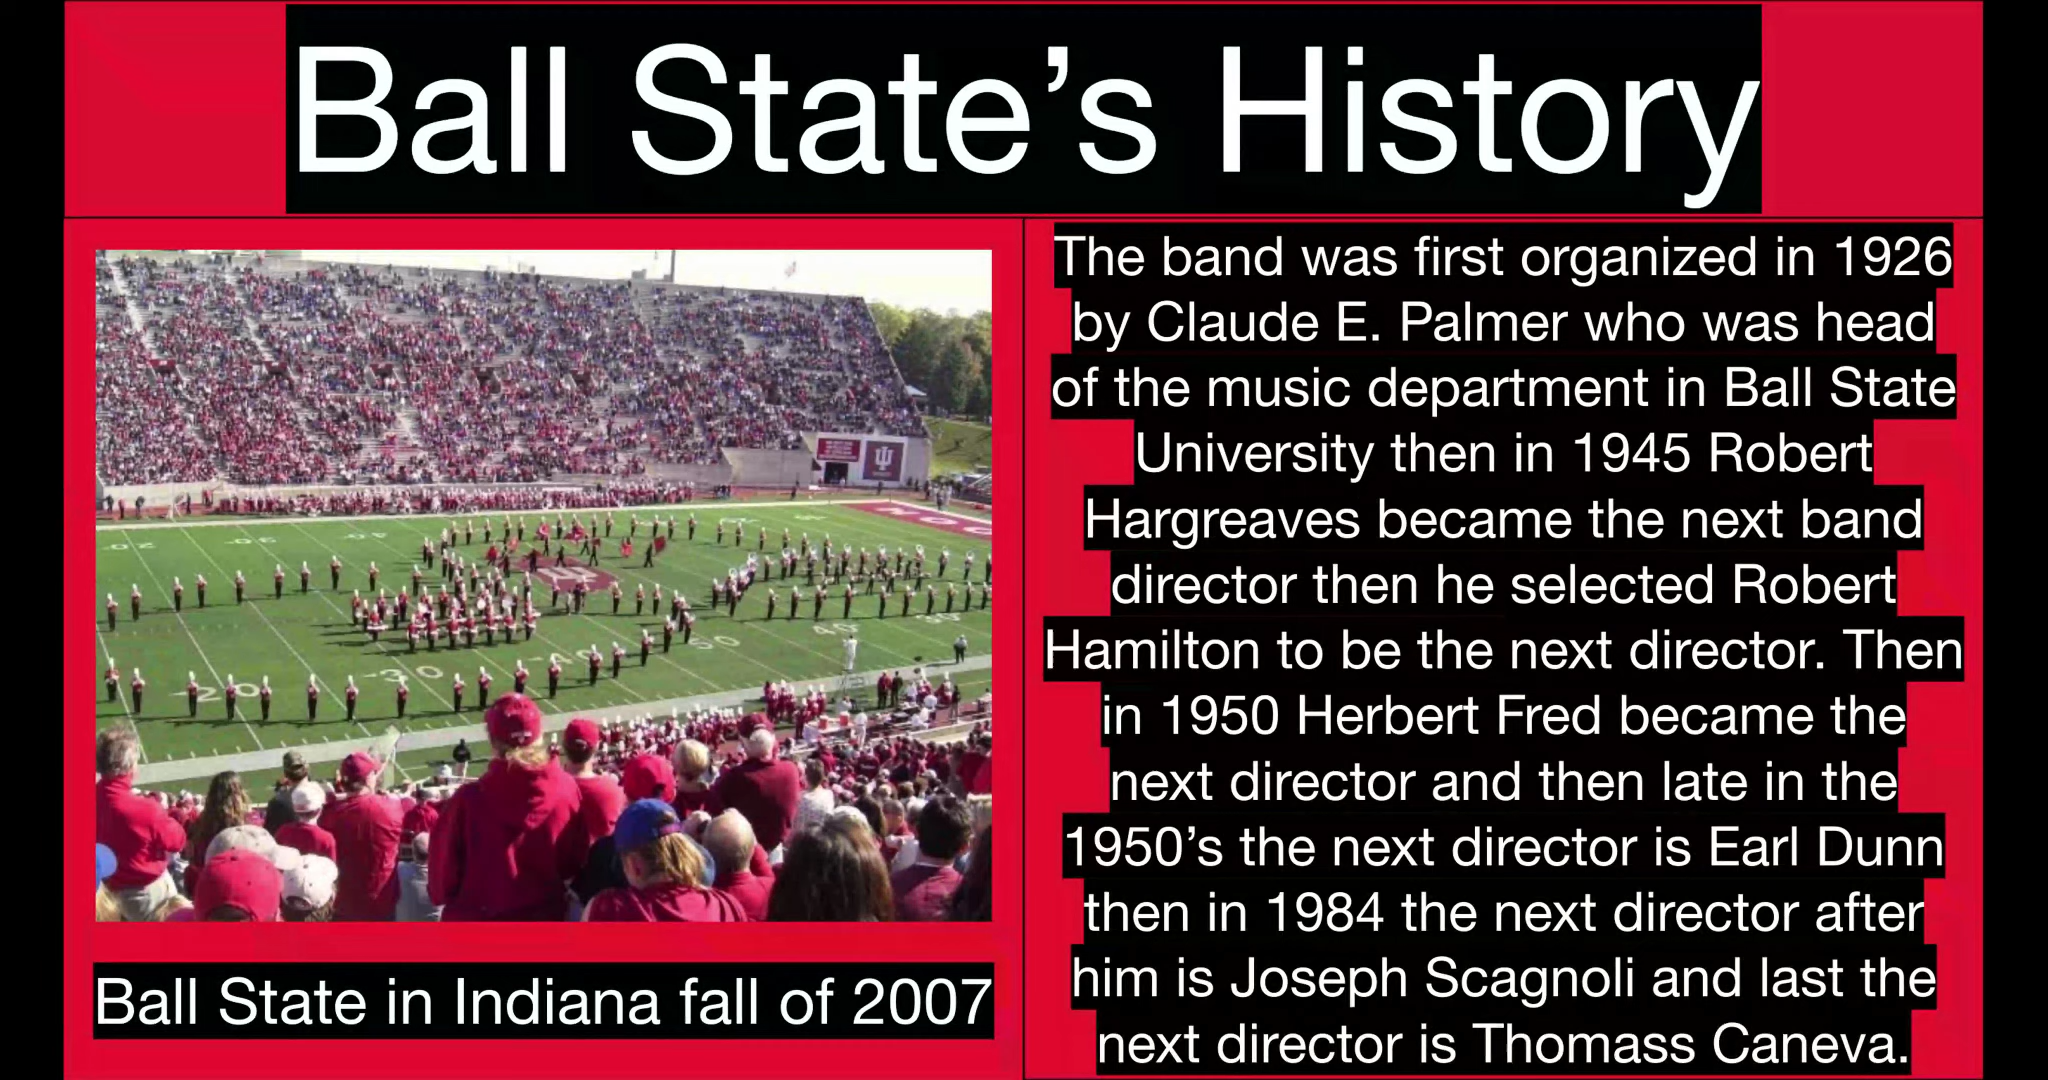 Ball State’s History
The band was first organized in 1926
by Claude E. Palmer who was head
of the music department in Ball State
University then in 1945 Robert
Hargreaves became the next band
director then he selected Robert
Hamilton to be the next director. Then
in 1950 Herbert Fred became the
next director and then late in the
1950’s the next director is Earl Dunn
then in 1984 the next director after
him is Joseph Scagnoli and last the
next director is Thomass Caneva.
Ball State in Indiana fall of 2007